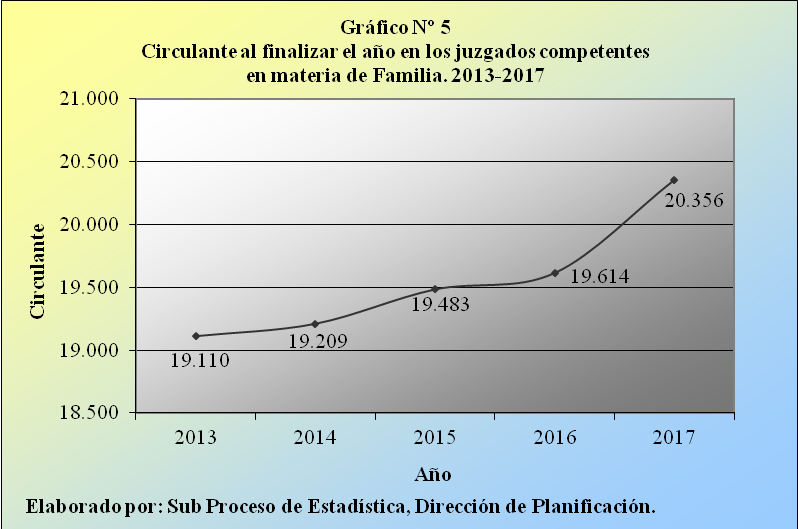 Gráfico Nº 5
Circulante al finalizar el año en los juzgados competentes
en materia de Familia. 2013-2017
21.000
20.500
20.000
19.500
19.000
18.500
Circulante
19.110
19.209
19.483
19.614
20.356
2013 2014 2015 2016 2017
Año
Elaborado por: Sub Proceso de Estadística, Dirección de Planificación.